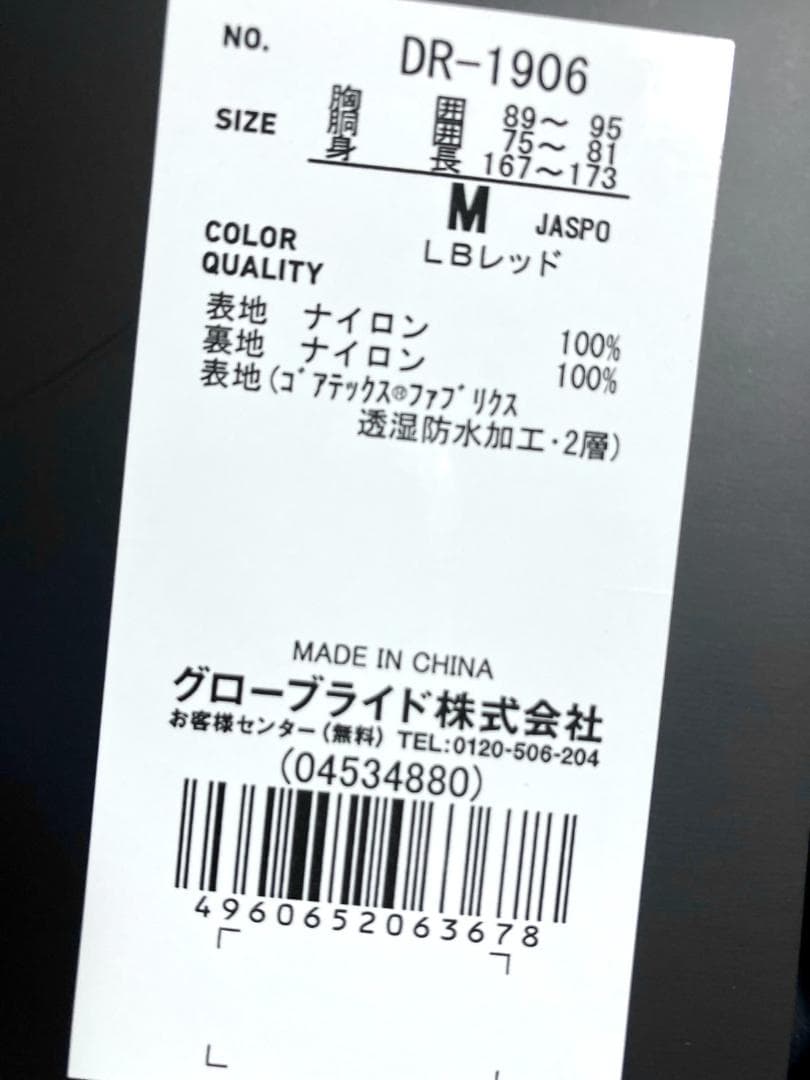 NO. DR-1906
SIZE 胸囲 89～ 95
胴囲 75～ 81
身長 167～173
M JASPO
COLOR LBレッド
QUALITY
表地 ナイロン 100%
裏地 ナイロン 100%
表地(ｺﾞｱﾃｯｸｽ®ﾌｧﾌﾞﾘｸｽ
透湿防水加工・2層)
MADE IN CHINA
グローブライド株式会社
お客様センター(無料) TEL:0120-506-204
(04534880)
4960652063678